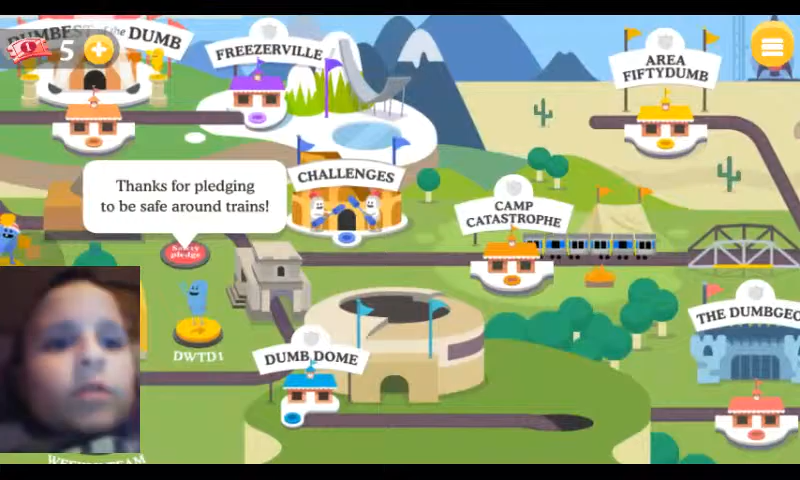 DUMBEST of the DUMB
1 5 +
FREEZERVILLE
AREA
FIFTYDUMB
Thanks for pledging
to be safe around trains!
CHALLENGES
CAMP
CATASTROPHE
Safety
pledge
THE DUMBGEO
DWTD1
DUMB DOME